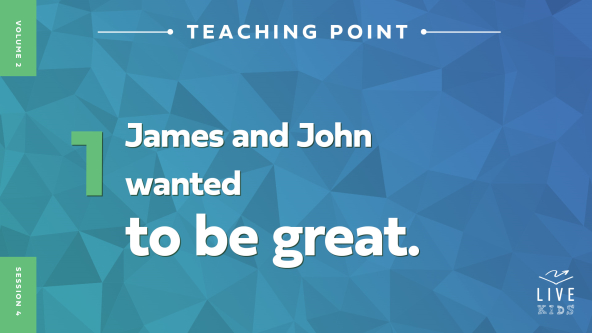 VOLUME 2
TEACHING POINT
1
James and John
wanted
to be great.
SESSION 4
LIVE
KIDS